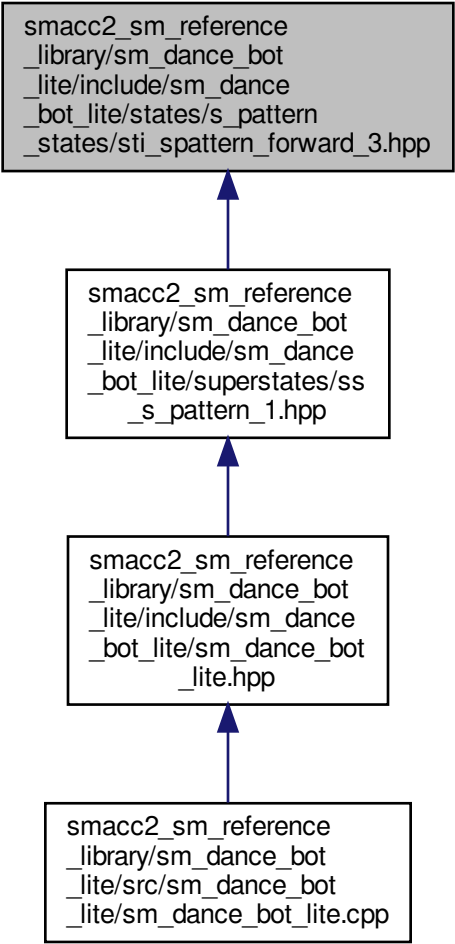 smacc2_sm_reference
_library/sm_dance_bot
_lite/include/sm_dance
_bot_lite/states/s_pattern
_states/sti_spattern_forward_3.hpp
smacc2_sm_reference
_library/sm_dance_bot
_lite/include/sm_dance
_bot_lite/superstates/ss
_s_pattern_1.hpp
smacc2_sm_reference
_library/sm_dance_bot
_lite/include/sm_dance
_bot_lite/sm_dance_bot
_lite.hpp
smacc2_sm_reference
_library/sm_dance_bot
_lite/src/sm_dance_bot
_lite/sm_dance_bot_lite.cpp